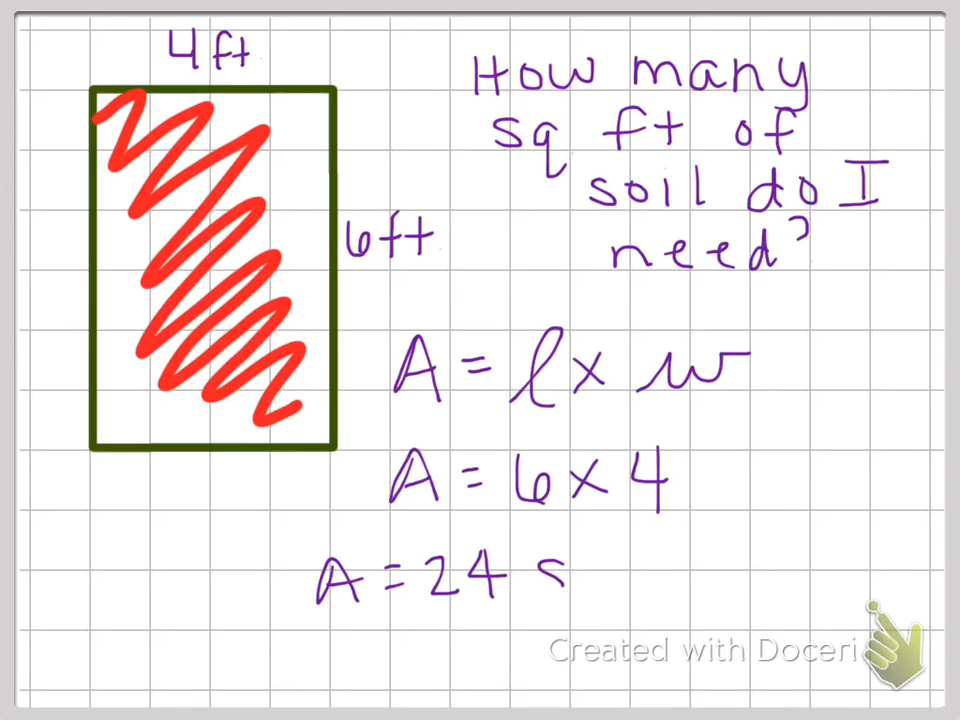 4ft
How many
sq ft of
soil do I
need?
6ft
A = l x w
A = 6 x 4
A = 24 s
Created with Doceri